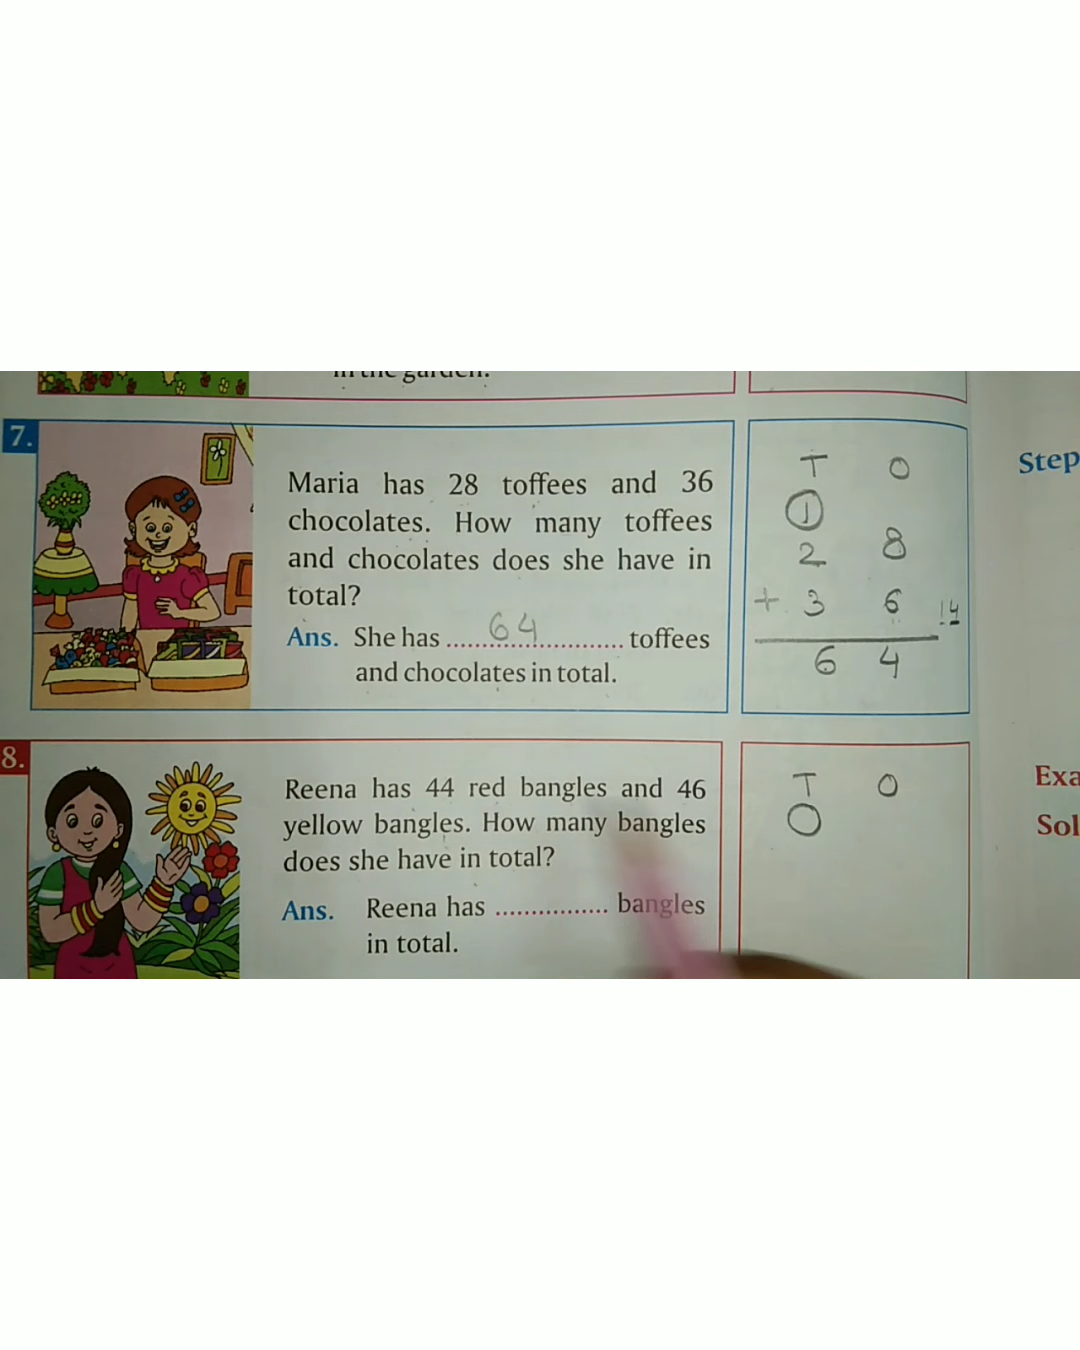 in the garden.
7.
Maria has 28 toffees and 36
chocolates. How many toffees
and chocolates does she have in
total?
Ans. She has ...... 64 ...... toffees
and chocolates in total.
T O
1
2 8
+ 3 6 14
6 4
Step
8.
Reena has 44 red bangles and 46
yellow bangles. How many bangles
does she have in total?
Ans. Reena has ................ bangles
in total.
T O
Exa
Sol